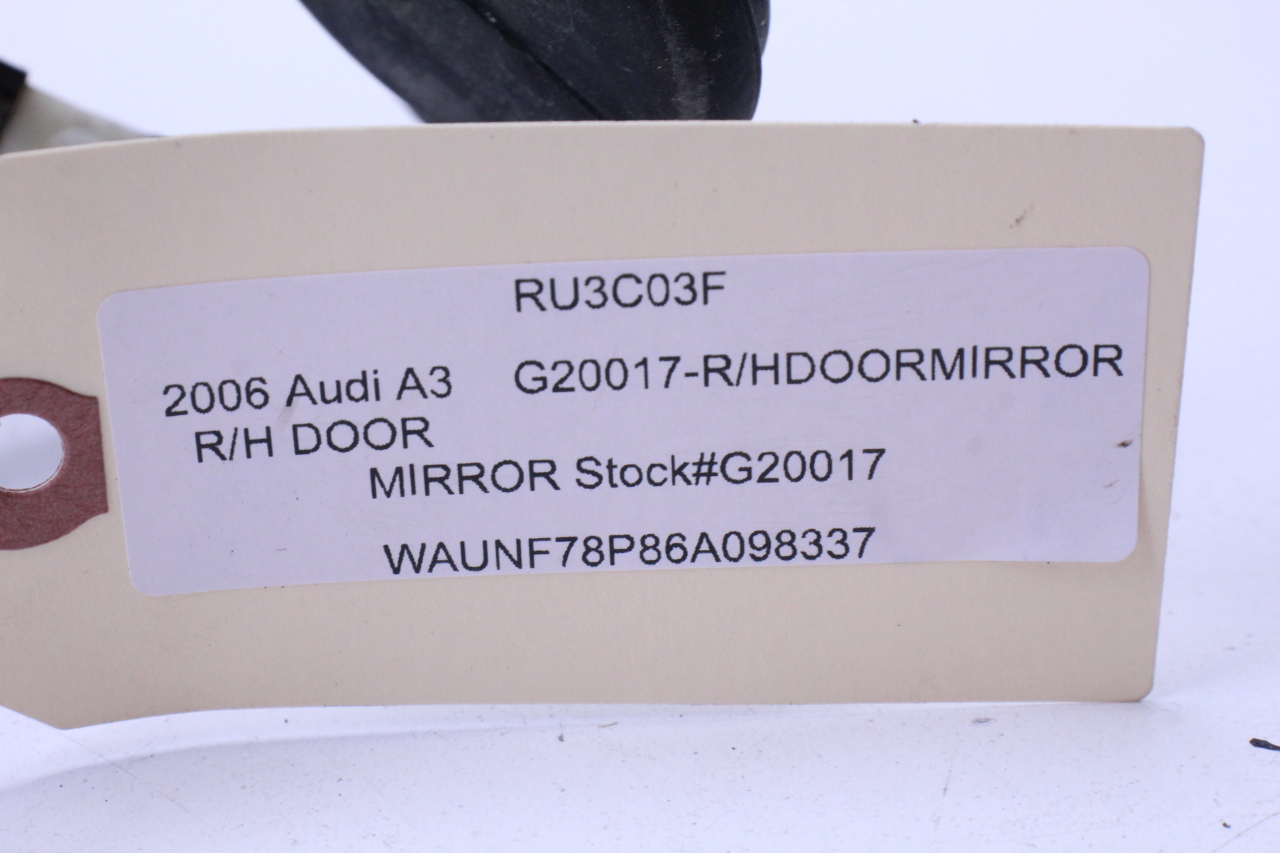 RU3C03F
2006 Audi A3 G20017-R/HDOORMIRROR
R/H DOOR
MIRROR Stock#G20017
WAUNF78P86A098337